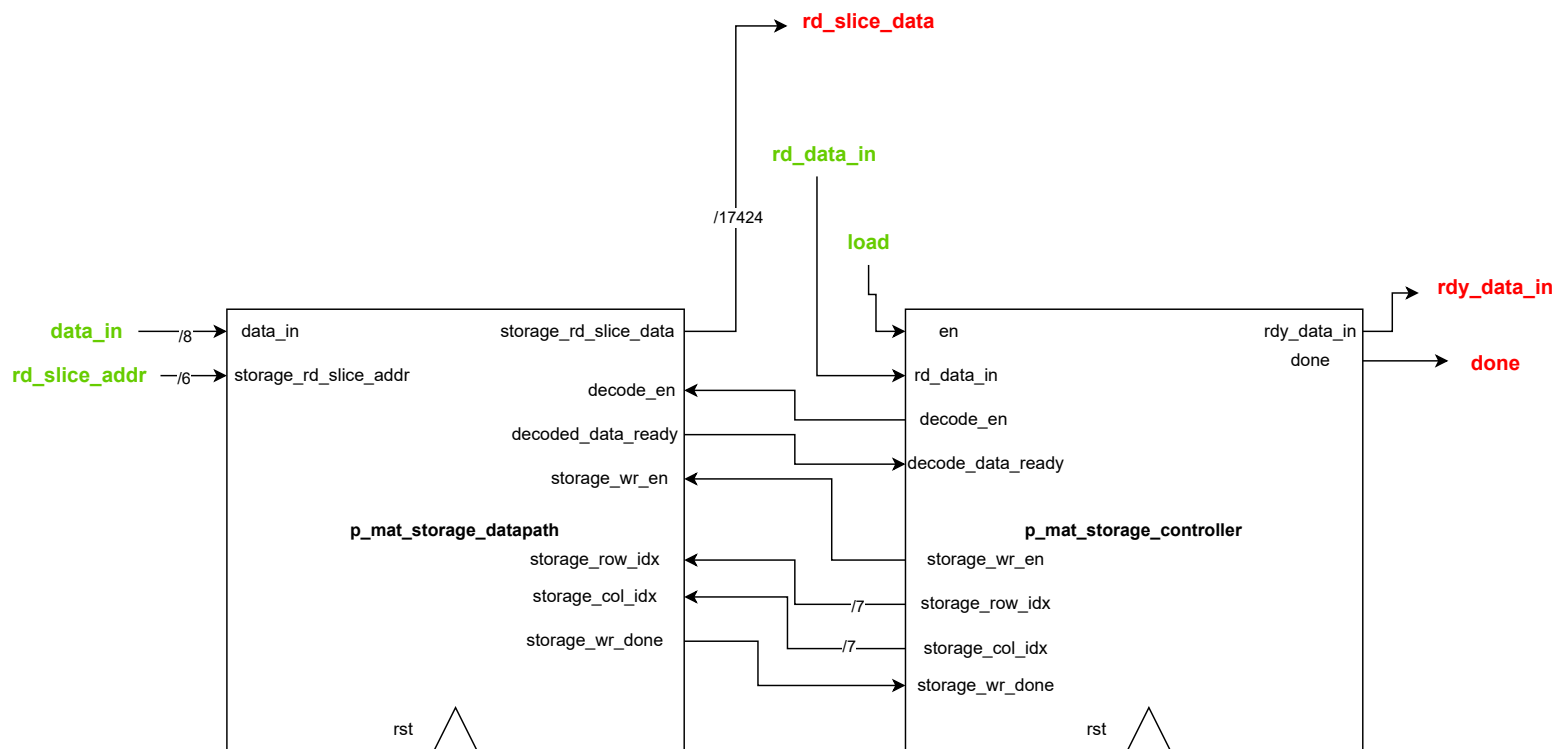 rd_slice_data
rd_data_in
/17424
load
rdy_data_in
data_in
/8
data_in
storage_rd_slice_data
en
rdy_data_in
done
done
rd_slice_addr
/6
storage_rd_slice_addr
rd_data_in
decode_en
decode_en
decoded_data_ready
decode_data_ready
storage_wr_en
p_mat_storage_datapath
p_mat_storage_controller
storage_row_idx
storage_wr_en
storage_col_idx
/7
storage_row_idx
storage_wr_done
/7
storage_col_idx
storage_wr_done
rst
rst